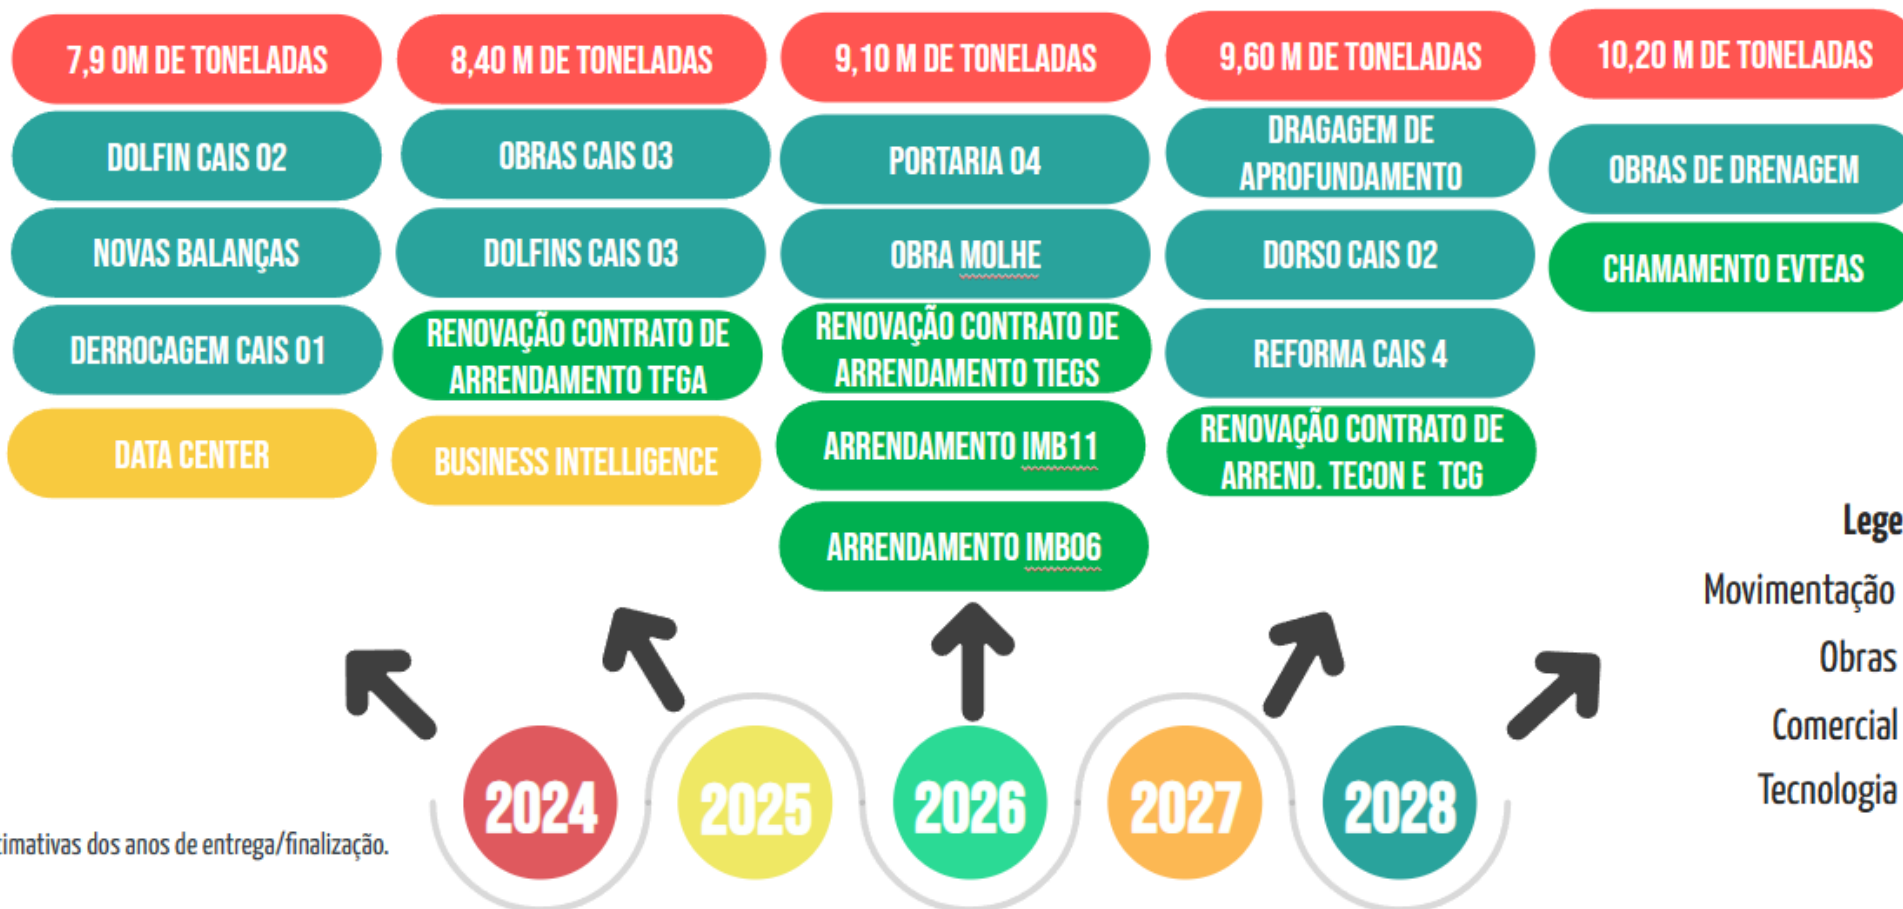 7,9 0M DE TONELADAS
DOLFIN CAIS 02
NOVAS BALANÇAS
DERROCAGEM CAIS 01
DATA CENTER
8,40 M DE TONELADAS
OBRAS CAIS 03
DOLFINS CAIS 03
RENOVAÇÃO CONTRATO DE
ARRENDAMENTO TFGA
BUSINESS INTELLIGENCE
9,10 M DE TONELADAS
PORTARIA 04
OBRA MOLHE
RENOVAÇÃO CONTRATO DE
ARRENDAMENTO TIEGS
ARRENDAMENTO IMB11
ARRENDAMENTO IMB06
9,60 M DE TONELADAS
DRAGAGEM DE
APROFUNDAMENTO
DORSO CAIS 02
REFORMA CAIS 4
RENOVAÇÃO CONTRATO DE
ARREND. TECON E TCG
10,20 M DE TONELADAS
OBRAS DE DRENAGEM
CHAMAMENTO EVTEAS
Lege
Movimentação
Obras
Comercial
Tecnologia
2024
2025
2026
2027
2028
timativas dos anos de entrega/finalização.